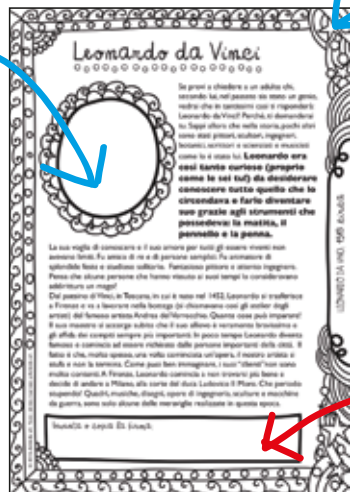 Leonardo da Vinci
Se provi a chiedere a un adulto chi,
secondo lui, nel passato sia stato un genio,
vedrai che in tantissimi casi ti risponderà:
Leonardo da Vinci! Perché, ti domanderai
tu. Sappi allora che nella storia, pochi altri
sono stati pittori, scultori, ingegneri,
botanici, scrittori e scienziati e musicisti
come lo è stato lui. Leonardo era
così tanto curioso (proprio
come lo sei tu!) da desiderare
conoscere tutto quello che lo
circondava e farlo diventare
suo grazie agli strumenti che
possedeva: la matita, il
pennello e la penna.
La sua voglia di conoscere e il suo amore per tutti gli esseri viventi non
avevano limiti. Fu amico di re e di persone semplici. Fu animatore di
splendide feste e studioso solitario. Fantasioso pittore e attento ingegnere.
Pensa che alcune persone che hanno vissuto ai suoi tempi lo consideravano
addirittura un mago!
Dal paesino di Vinci, in Toscana, in cui è nato nel 1452, Leonardo si trasferisce
a Firenze e va a lavorare nella bottega (si chiamavano così gli atelier degli
artisti) del famoso artista Andrea del Verrocchio. Quante cose può imparare!
Il suo maestro si accorge subito che il suo allievo è veramente bravissimo e
gli affida dei compiti sempre più importanti. In poco tempo Leonardo diventa
famoso e comincia ad essere richiesto dalle persone importanti della città. Il
fatto è che, molto spesso, una volta cominciata un'opera, il nostro artista si
stufa e non la termina. Come puoi ben immaginare, i suoi "clienti" non sono
molto contenti. A Firenze, Leonardo comincia a non trovarsi più bene e
decide di andare a Milano, alla corte del duca Ludovico il Moro. Che periodo
stupendo! Quadri, musiche, disegni, opere di ingegneria, sculture e macchine
da guerra, sono solo alcune delle meraviglie realizzate in questa epoca.
LEONARDO DA VINCI